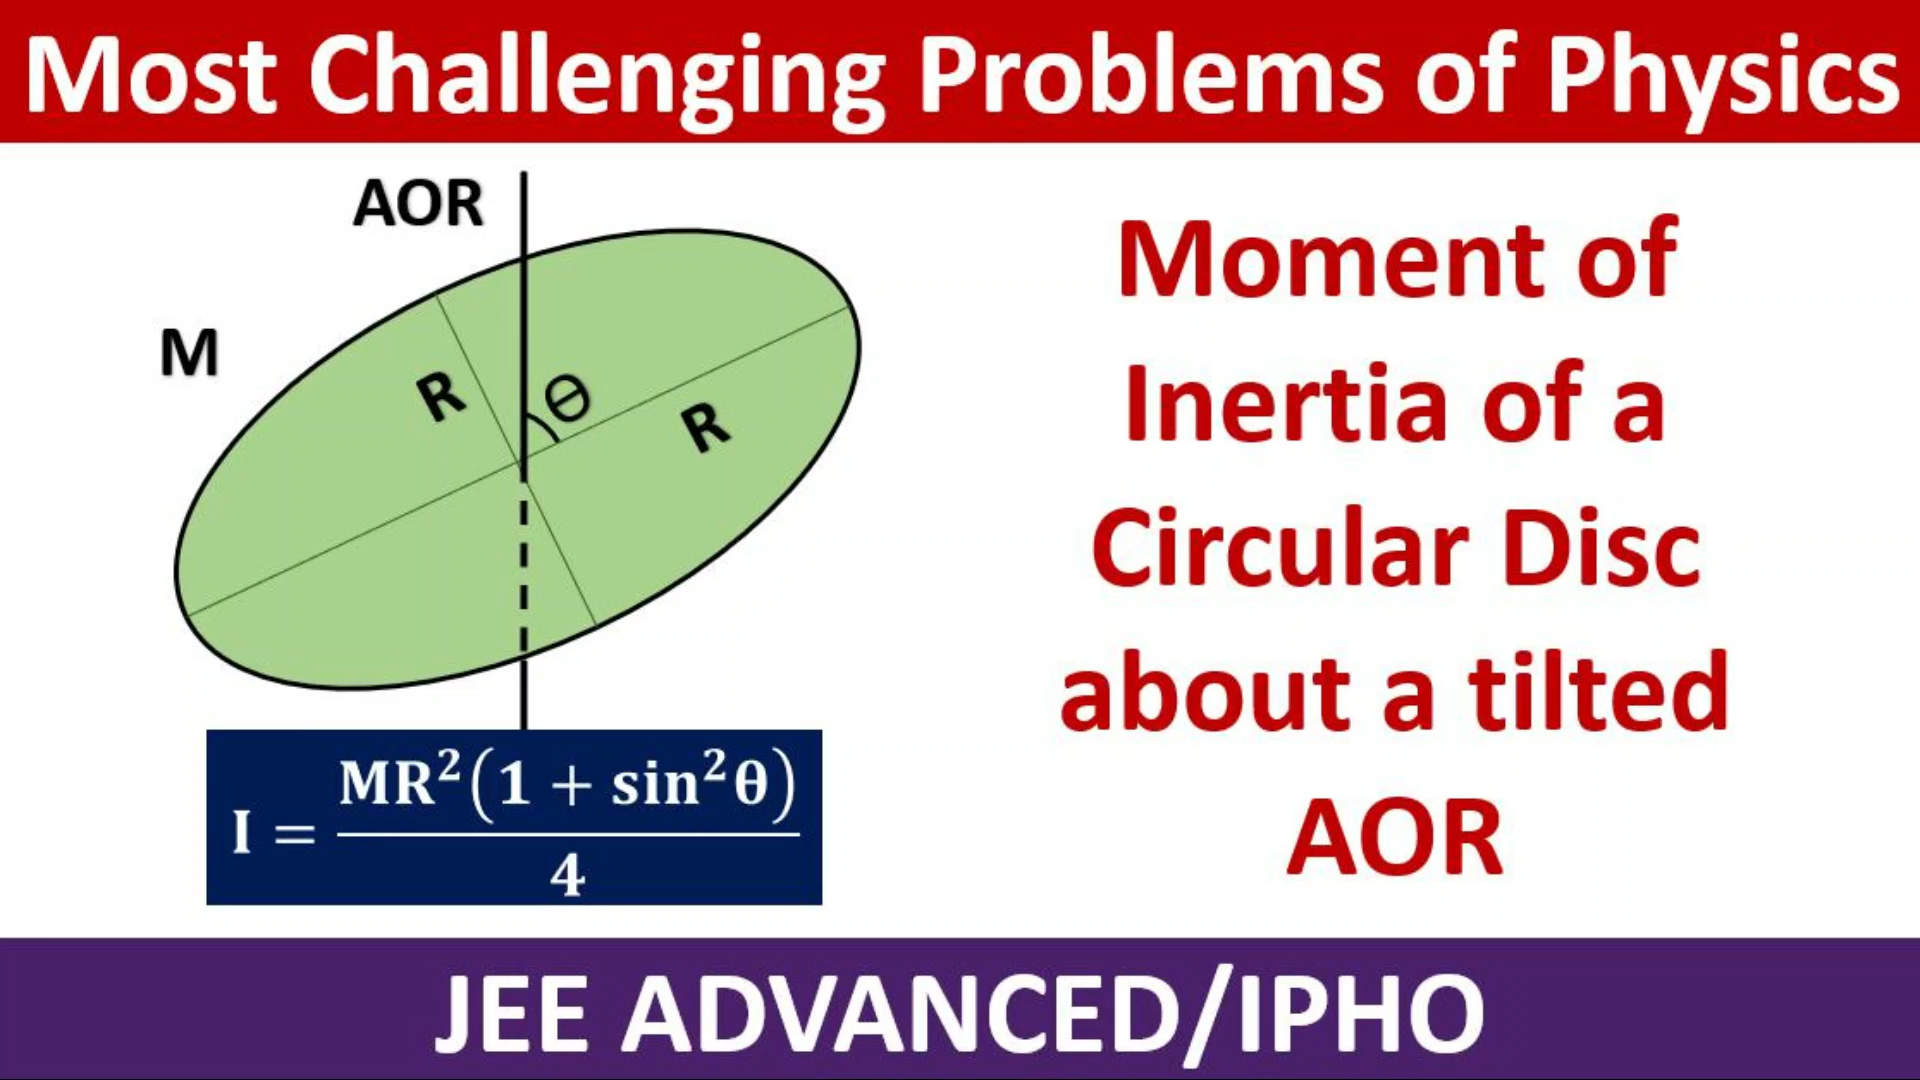 Most Challenging Problems of Physics
AOR
M
R
θ
R
I = MR²(1 + sin²θ) / 4
Moment of
Inertia of a
Circular Disc
about a tilted
AOR
JEE ADVANCED/IPHO